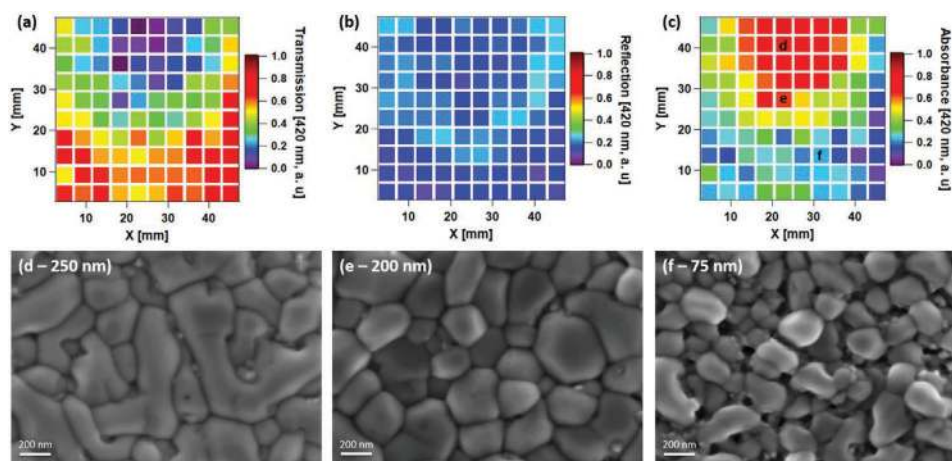 (a)
40
30
20
10
Y [mm]
10 20 30 40
X [mm]
1.0
0.8
0.6
0.4
0.2
0.0
Transmission [420 nm, a. u]
(b)
40
30
20
10
Y [mm]
10 20 30 40
X [mm]
1.0
0.8
0.6
0.4
0.2
0.0
Reflection [420 nm, a. u]
(c)
40
30
20
10
Y [mm]
d
e
f
10 20 30 40
X [mm]
1.0
0.8
0.6
0.4
0.2
0.0
Absorbance [420 nm, a. u]
(d – 250 nm)
200 nm
(e – 200 nm)
200 nm
(f – 75 nm)
200 nm